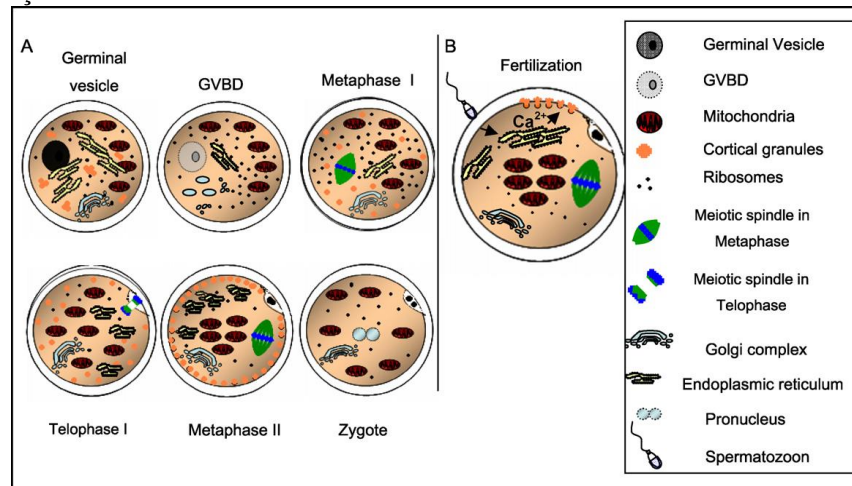 A
Germinal
vesicle
GVBD
Metaphase I
Telophase I
Metaphase II
Zygote
B
Fertilization
Ca2+
Germinal Vesicle
GVBD
Mitochondria
Cortical granules
Ribosomes
Meiotic spindle in
Metaphase
Meiotic spindle in
Telophase
Golgi complex
Endoplasmic reticulum
Pronucleus
Spermatozoon